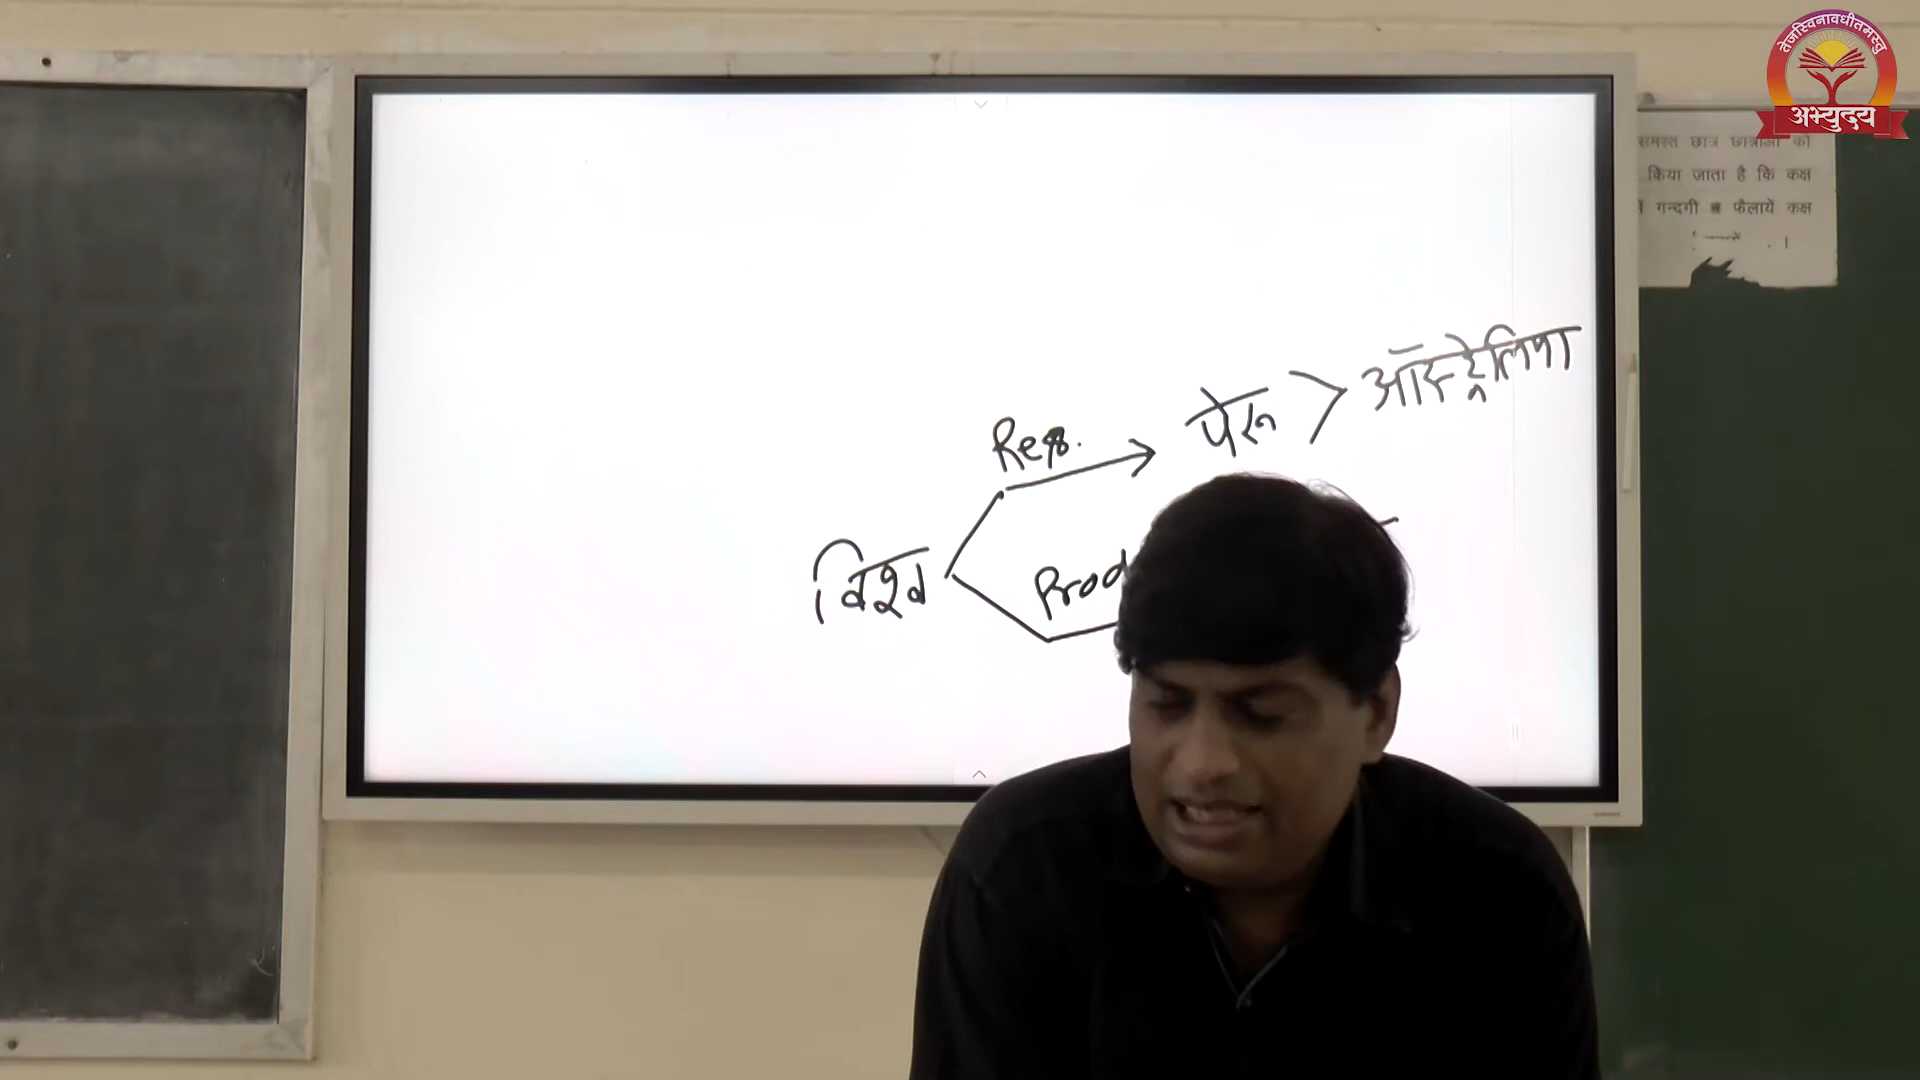 तेजस्विनावधीतमस्तु
अभ्युदय
समस्त छात्र छात्राओं को
किया जाता है कि कक्ष
में गन्दगी न फैलायें कक्ष
पेरू > ऑस्ट्रेलिया
Res.
विश्व
Prod